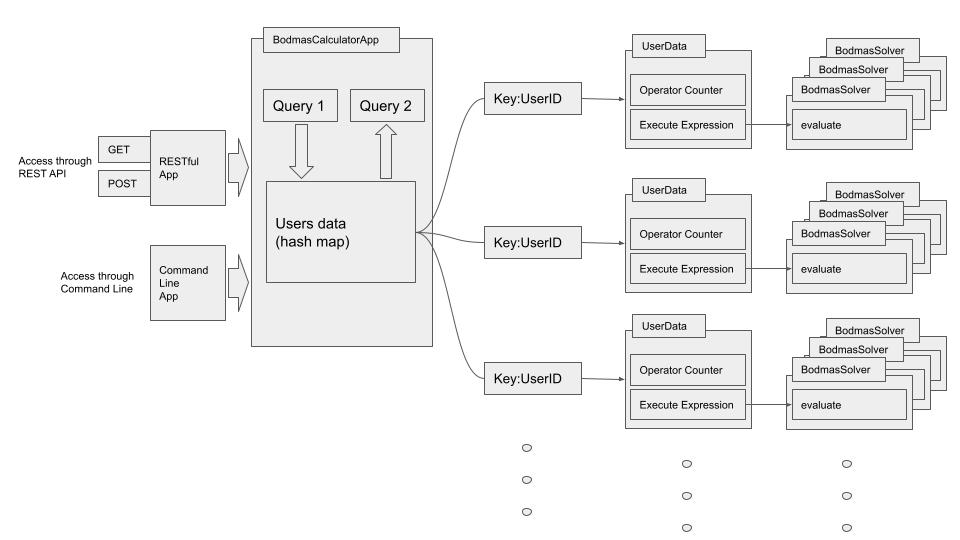 Access through
REST API
GET
POST
RESTful
App
Access through
Command Line
Command
Line
App
BodmasCalculatorApp
Query 1
Query 2
Users data
(hash map)
Key:UserID
UserData
Operator Counter
Execute Expression
BodmasSolver
BodmasSolver
BodmasSolver
evaluate
Key:UserID
UserData
Operator Counter
Execute Expression
BodmasSolver
BodmasSolver
BodmasSolver
evaluate
Key:UserID
UserData
Operator Counter
Execute Expression
BodmasSolver
BodmasSolver
BodmasSolver
evaluate